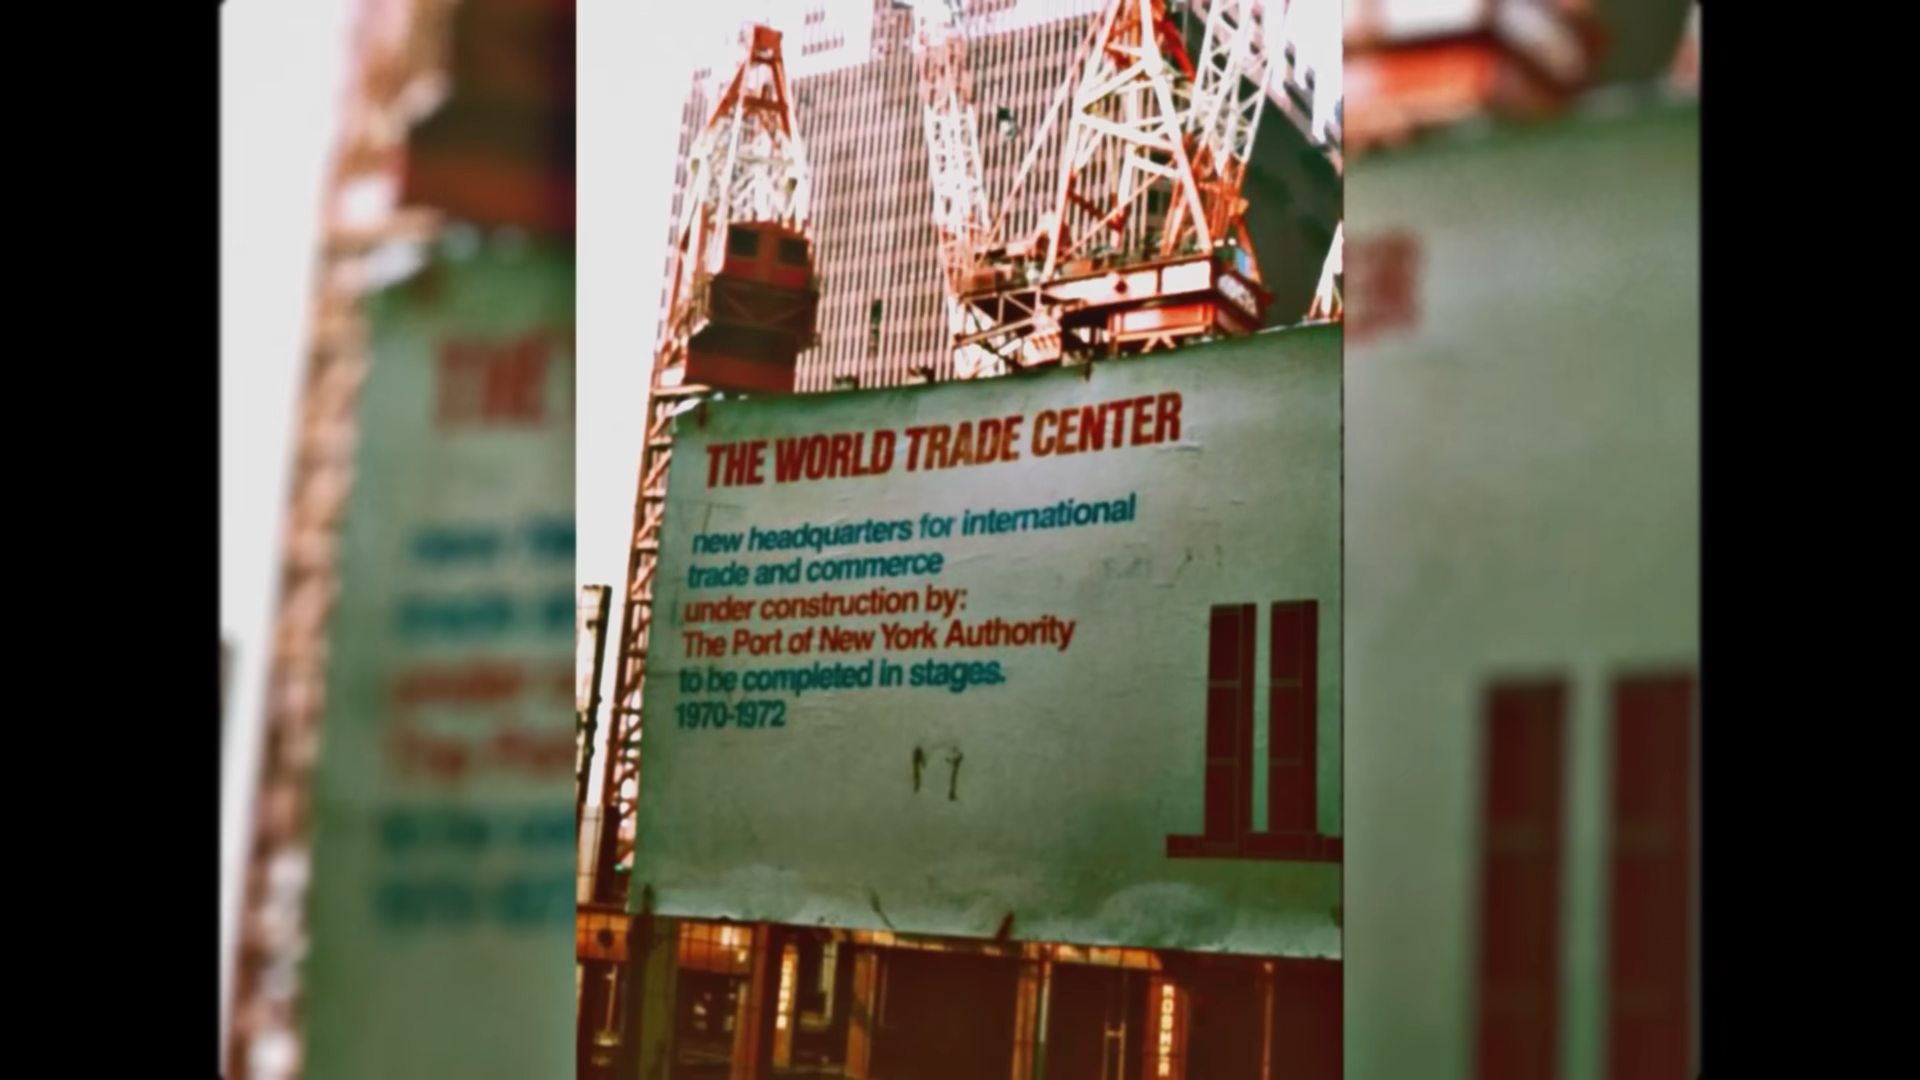 THE WORLD TRADE CENTER
new headquarters for international
trade and commerce
under construction by:
The Port of New York Authority
to be completed in stages.
1970-1972